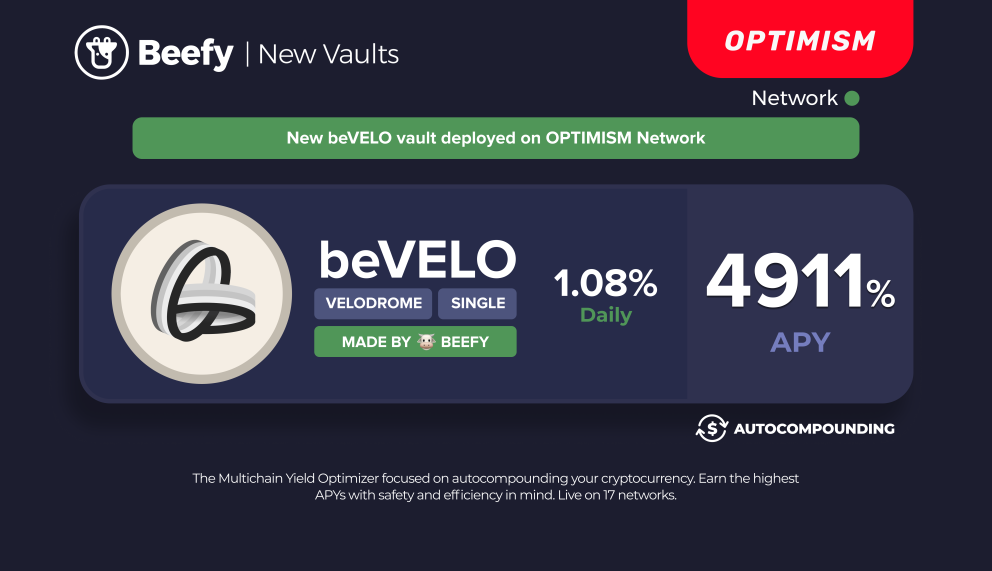 Beefy | New Vaults
OPTIMISM
Network
New beVELO vault deployed on OPTIMISM Network
beVELO
VELODROME SINGLE
MADE BY BEEFY
1.08%
Daily
4911%
APY
AUTOCOMPOUNDING
The Multichain Yield Optimizer focused on autocompounding your cryptocurrency. Earn the highest
APYs with safety and efficiency in mind. Live on 17 networks.